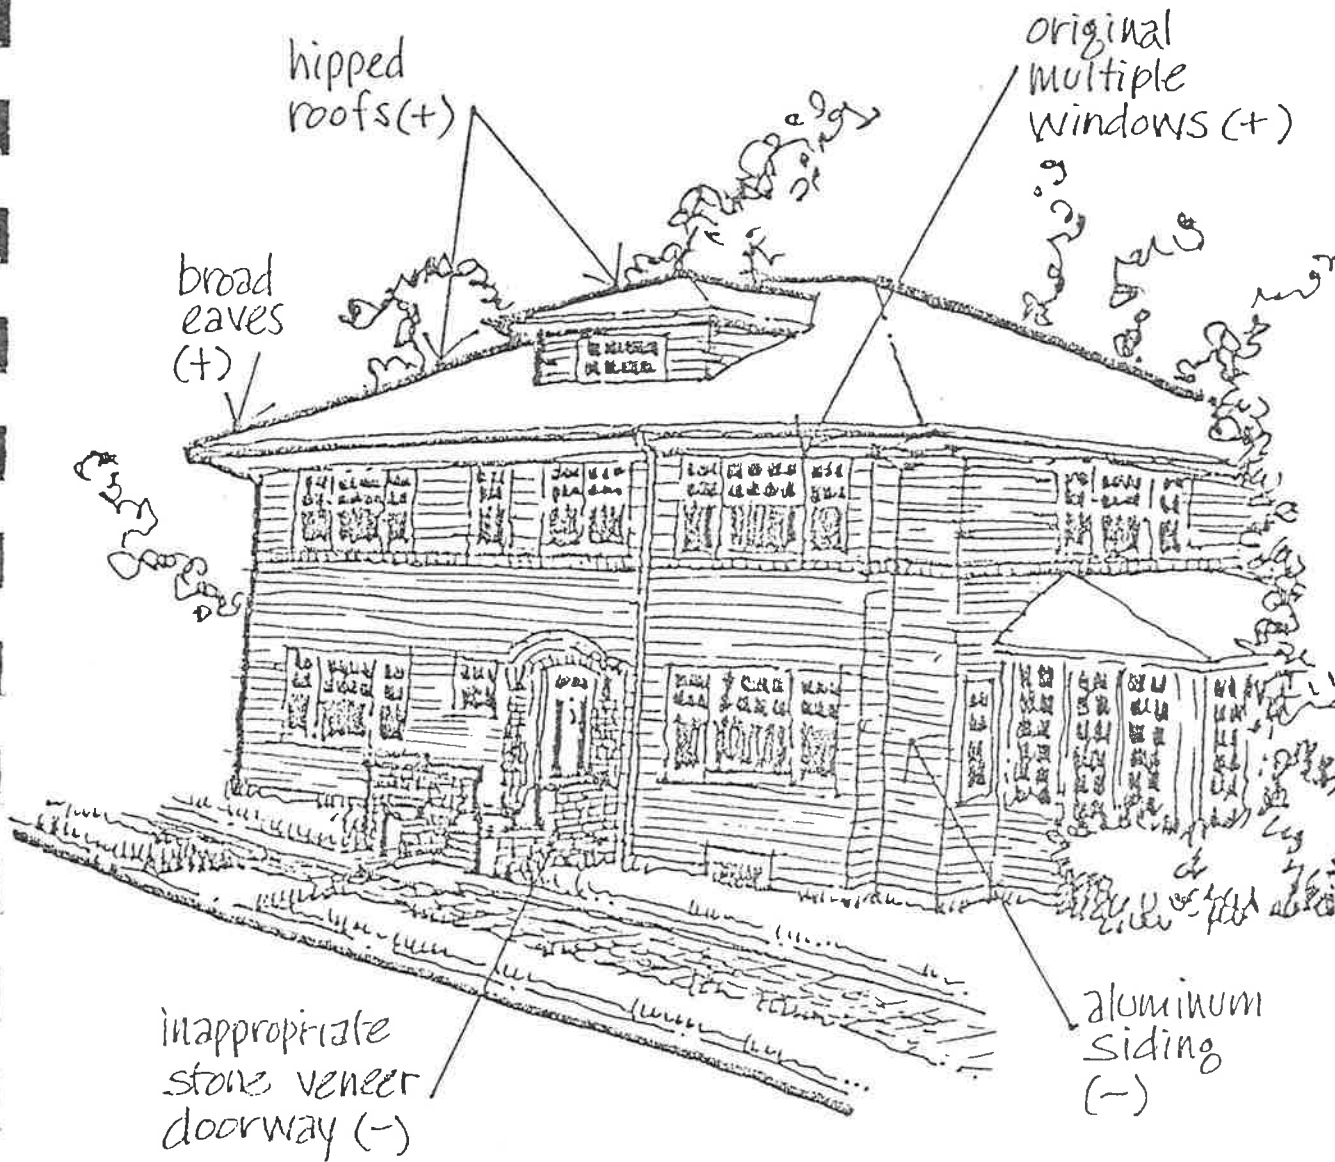 hipped
roofs (+)
original
multiple
windows (+)
broad
eaves
(+)
inappropriate
stone veneer
doorway (-)
aluminum
siding
(-)